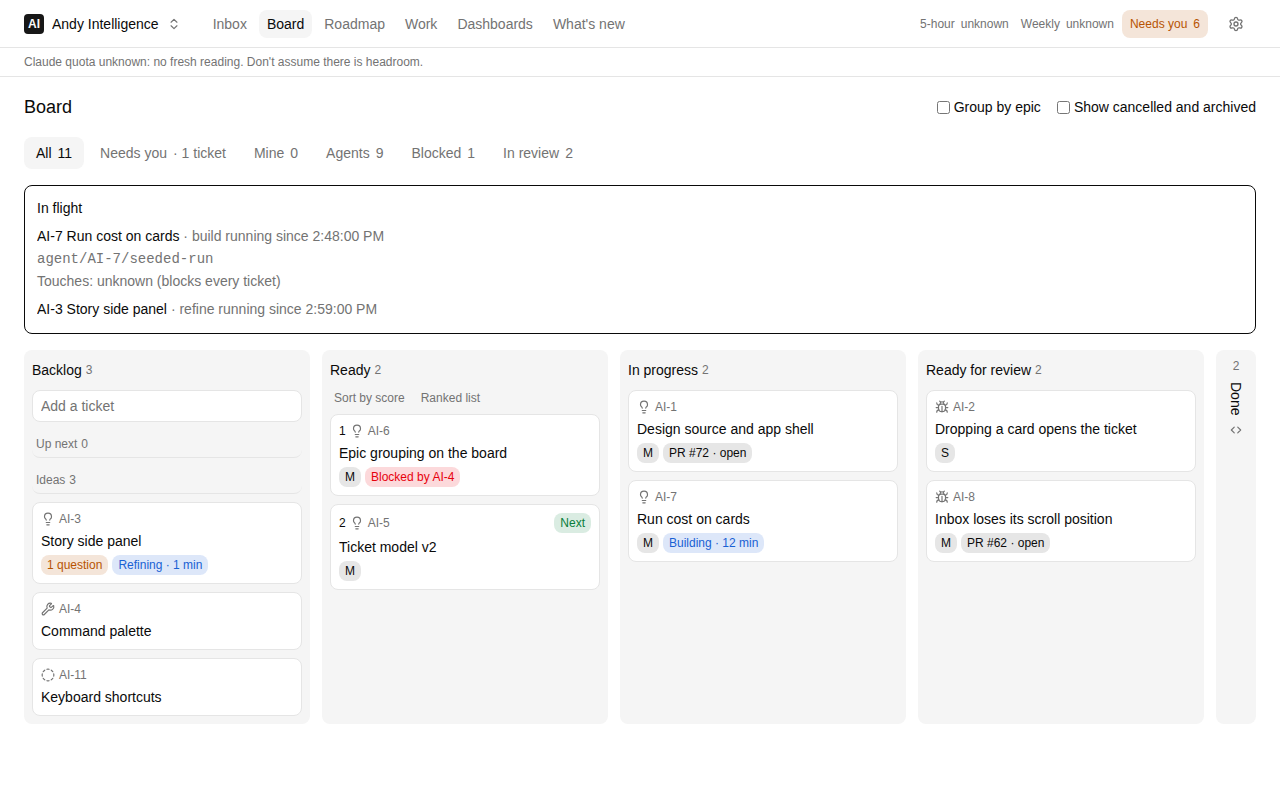 AI Andy Intelligence Inbox Board Roadmap Work Dashboards What's new 5-hour unknown Weekly unknown Needs you 6
Claude quota unknown: no fresh reading. Don't assume there is headroom.
Board
Group by epic Show cancelled and archived
All 11 Needs you · 1 ticket Mine 0 Agents 9 Blocked 1 In review 2
In flight
AI-7 Run cost on cards · build running since 2:48:00 PM
agent/AI-7/seeded-run
Touches: unknown (blocks every ticket)
AI-3 Story side panel · refine running since 2:59:00 PM
Backlog 3
Add a ticket
Up next 0
Ideas 3
AI-3
Story side panel
1 question Refining · 1 min
AI-4
Command palette
AI-11
Keyboard shortcuts
Ready 2
Sort by score Ranked list
1 AI-6
Epic grouping on the board
M Blocked by AI-4
2 AI-5 Next
Ticket model v2
M
In progress 2
AI-1
Design source and app shell
M PR #72 · open
AI-7
Run cost on cards
M Building · 12 min
Ready for review 2
AI-2
Dropping a card opens the ticket
S
AI-8
Inbox loses its scroll position
M PR #62 · open
2
Done